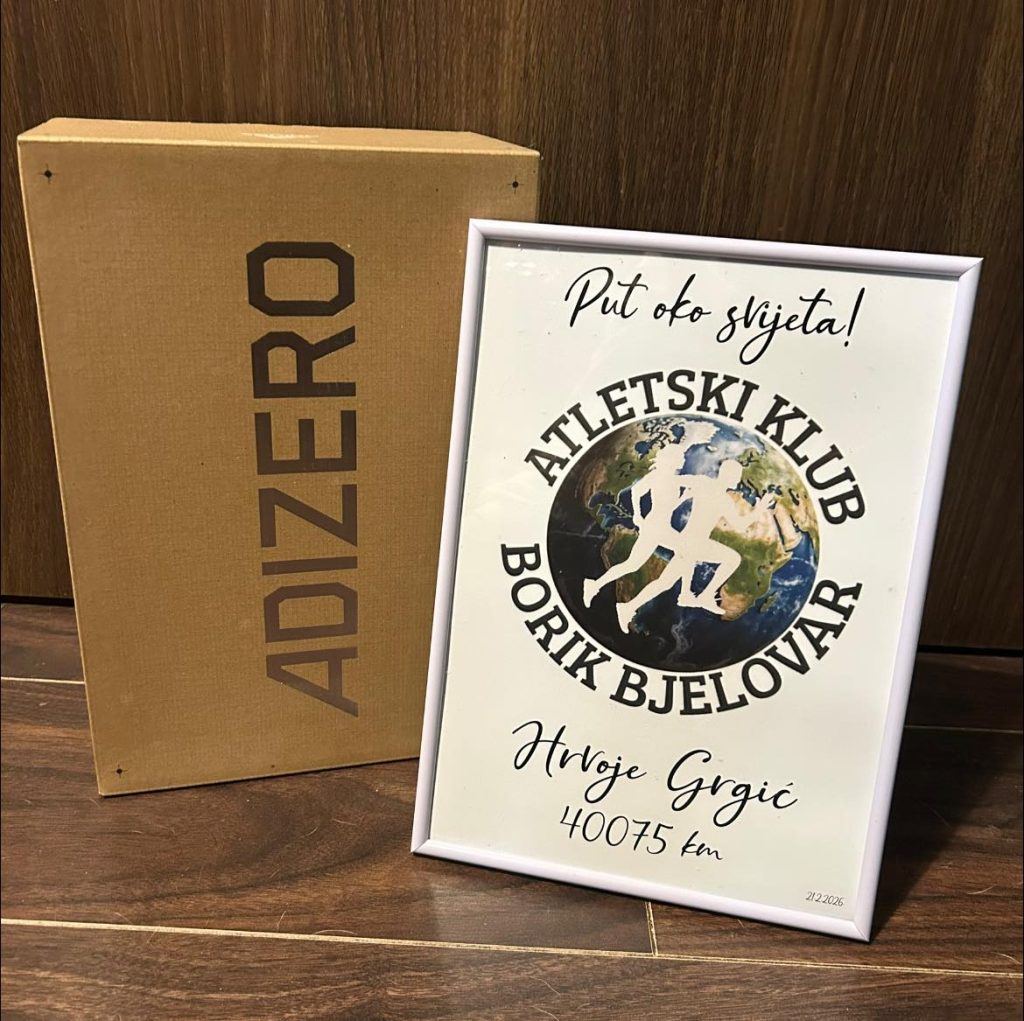 ADIZERO
Put oko svijeta!
ATLETSKI KLUB
BORIK BJELOVAR
Hrvoje Grgić
40075 km
21.2.2026